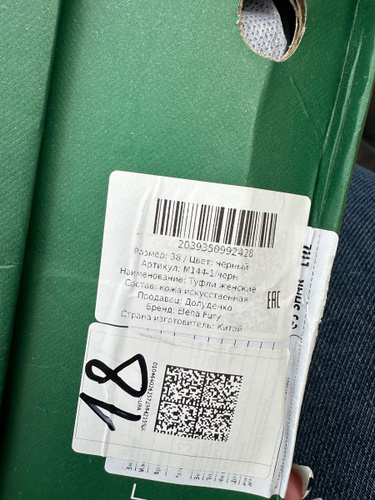 2039350992428
Размер: 38 / Цвет: черный
Артикул: M144-1/черн
Наименование: Туфли женские
Состав: кожа искусственная
Продавец: Долуденко
Бренд: Elena Fury
Страна изготовитель: Китай
EAC
18